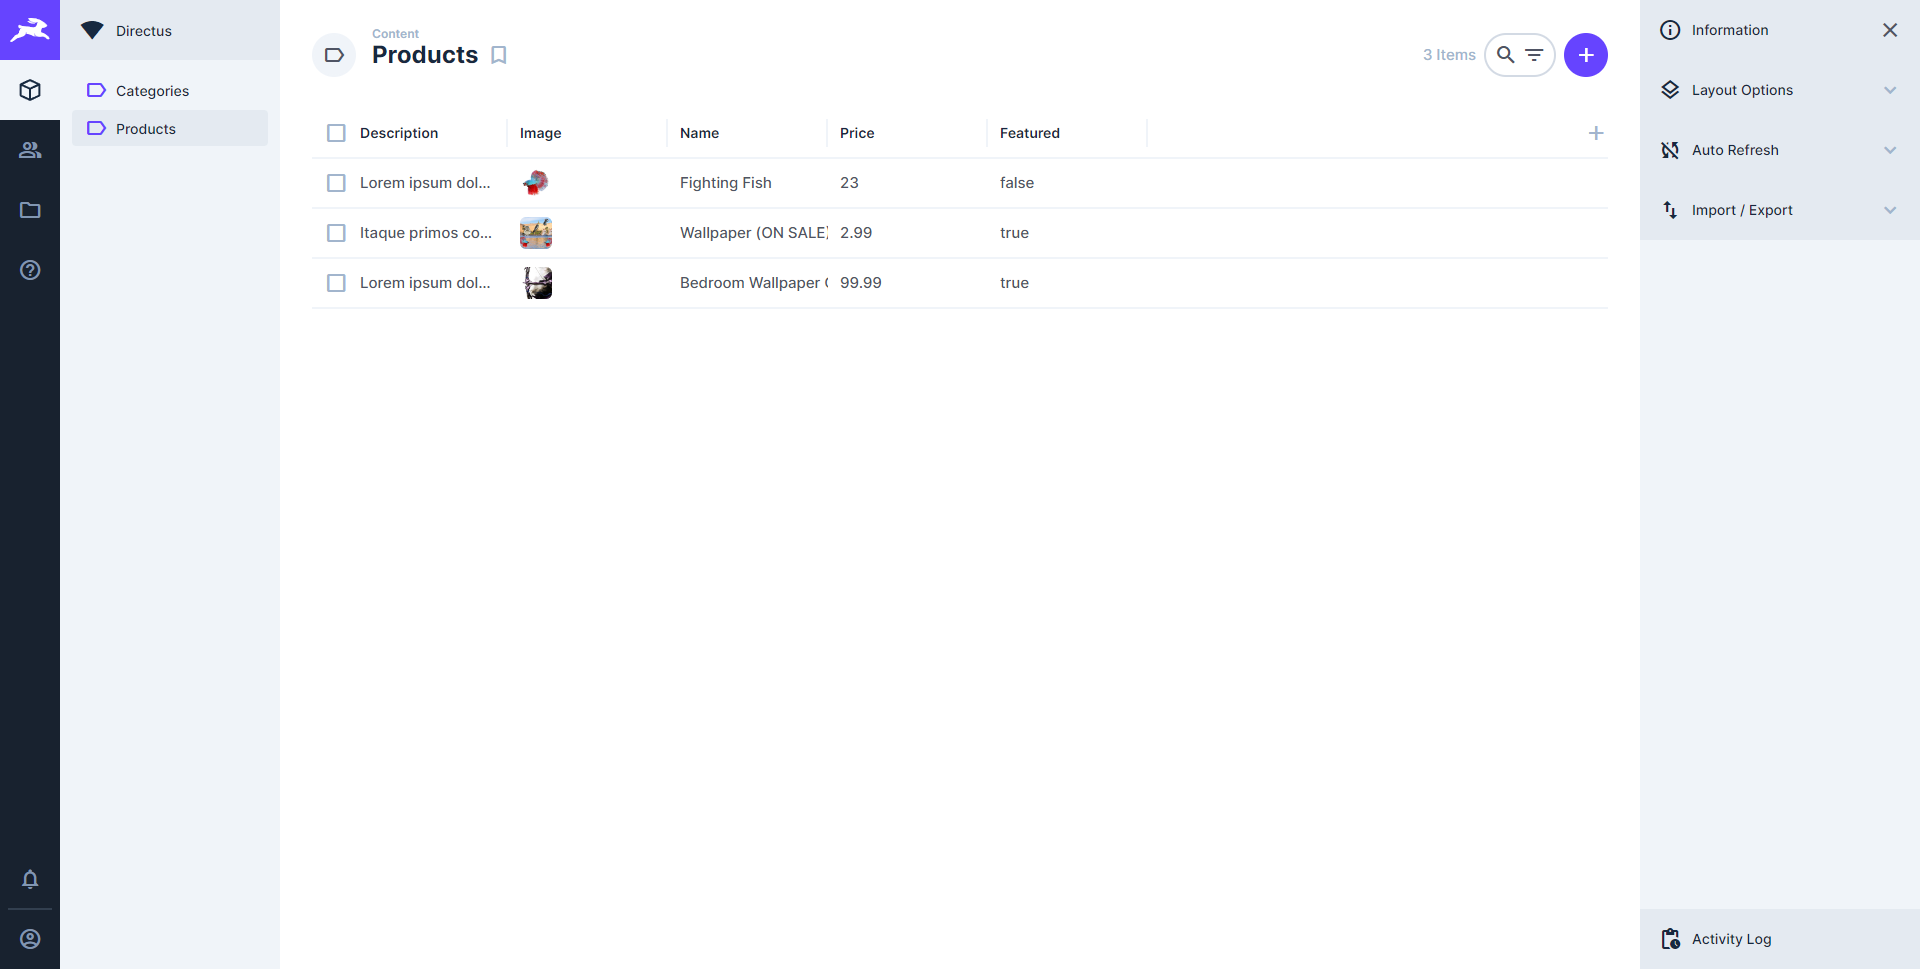 Directus
Categories
Products
Content
Products
3 Items
Description Image Name Price Featured
Lorem ipsum dol... Fighting Fish 23 false
Itaque primos co... Wallpaper (ON SALE) 2.99 true
Lorem ipsum dol... Bedroom Wallpaper 99.99 true
Information
Layout Options
Auto Refresh
Import / Export
Activity Log